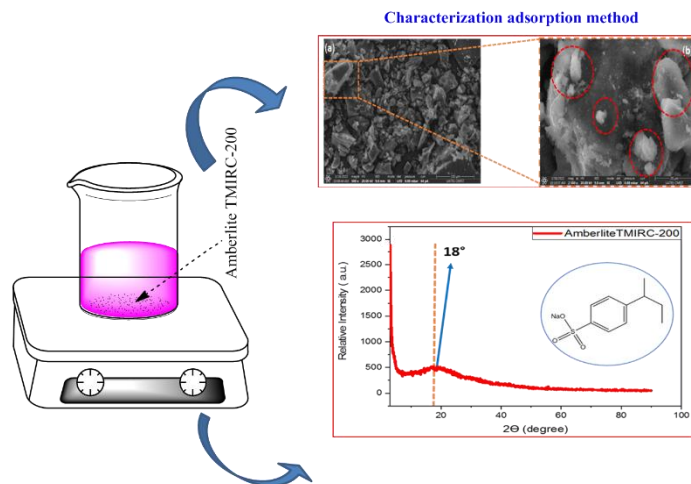 Characterization adsorption method
(a)
(b)
Amberlite TMIRC-200
AmberliteTMIRC-200
18°
Relative Intensity ( a.u.)
3000
2500
2000
1500
1000
500
0
NaO
S
O
O
20
40
60
80
100
2Θ (degree)